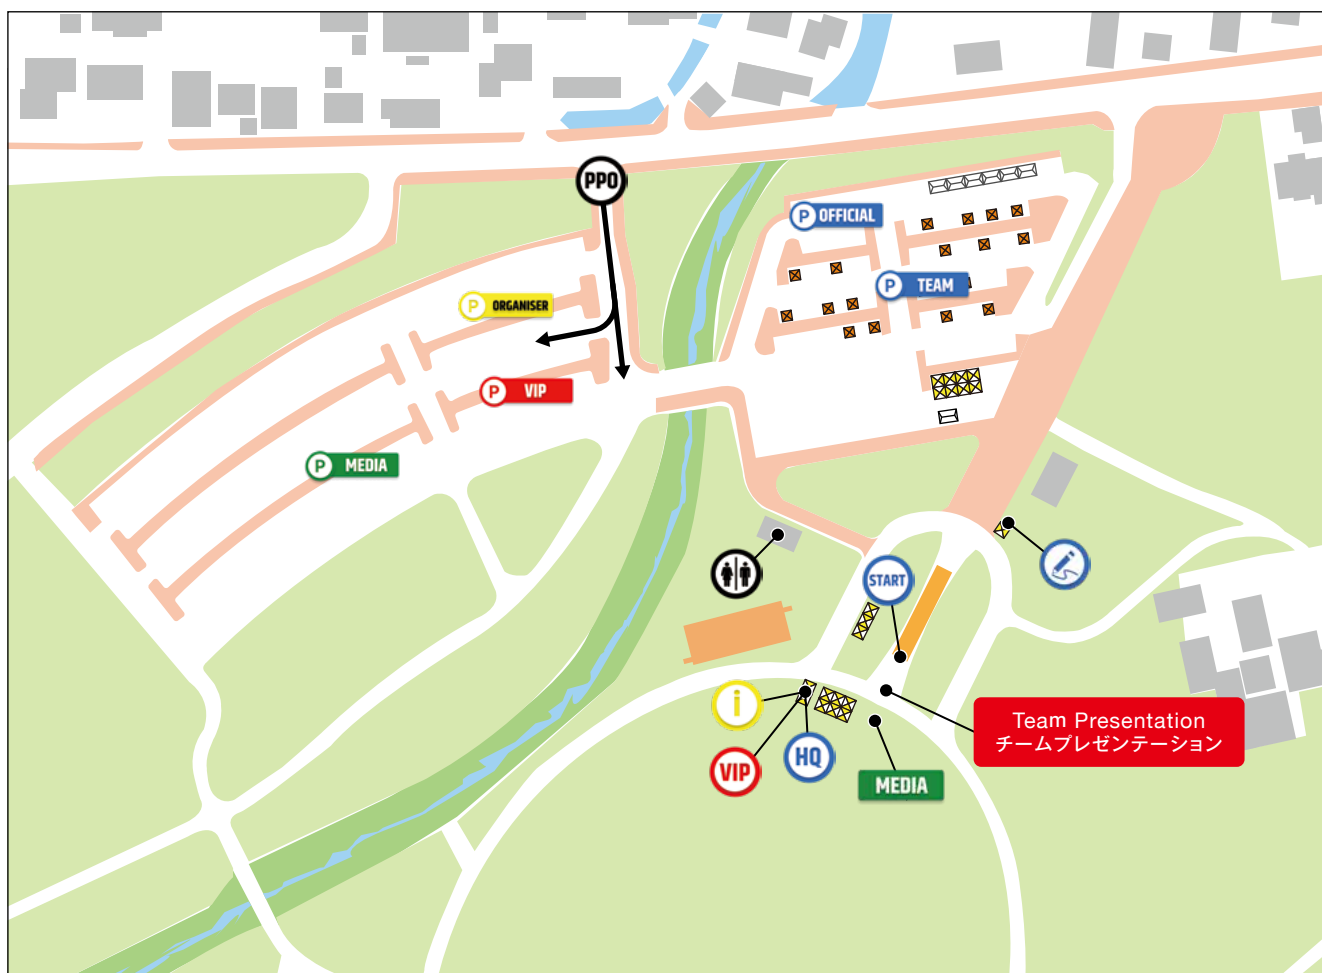 PPO
P OFFICIAL
P TEAM
P ORGANISER
P VIP
P MEDIA
START
i
VIP
HQ
MEDIA
Team Presentation
チームプレゼンテーション